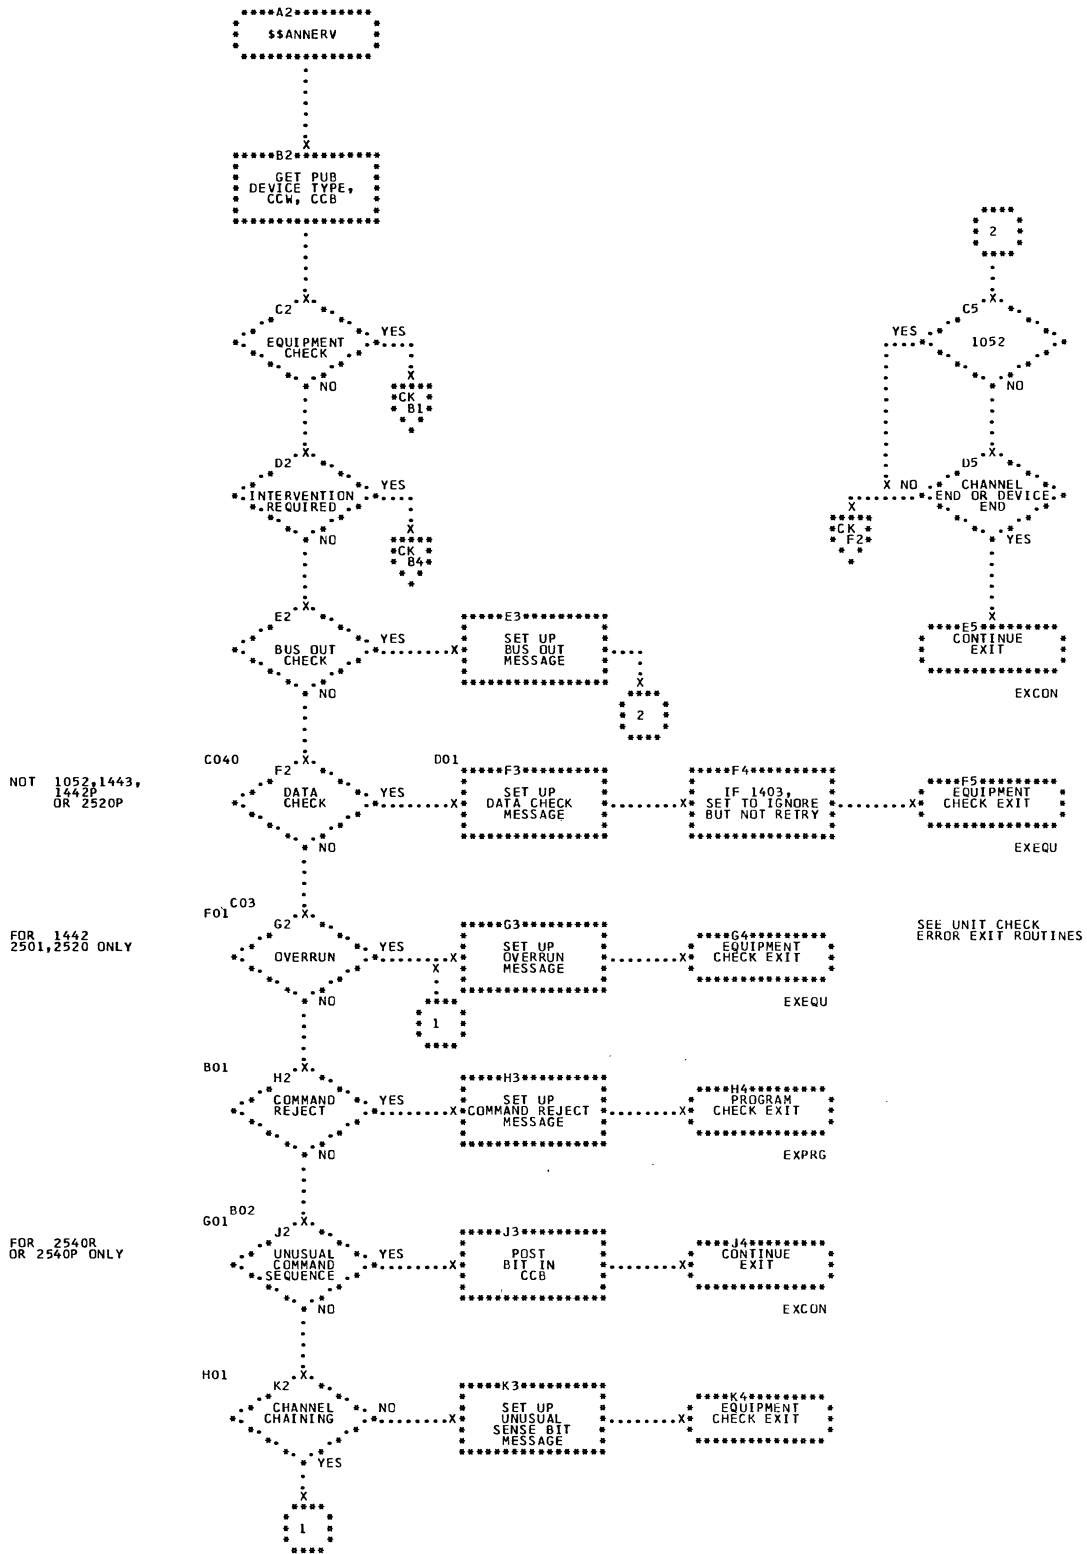 A2
$$ANNERV
B2
GET PUB
DEVICE TYPE,
CCW, CCB
2
C2
EQUIPMENT
CHECK
YES
NO
CK
B1
C5
1052
YES
NO
D2
INTERVENTION
REQUIRED
YES
NO
CK
B4
D5
CHANNEL
END OR DEVICE
END
X NO
YES
CK
F2
E2
BUS OUT
CHECK
YES
NO
E3
SET UP
BUS OUT
MESSAGE
2
E5
CONTINUE
EXIT
EXCON
NOT 1052,1443,
1442P
OR 2520P
C040
F2
DATA
CHECK
YES
NO
D01
F3
SET UP
DATA CHECK
MESSAGE
F4
IF 1403,
SET TO IGNORE
BUT NOT RETRY
F5
EQUIPMENT
CHECK EXIT
EXEQU
FOR 1442
2501,2520 ONLY
F01 C03
G2
OVERRUN
YES
NO
1
G3
SET UP
OVERRUN
MESSAGE
G4
EQUIPMENT
CHECK EXIT
EXEQU
SEE UNIT CHECK
ERROR EXIT ROUTINES
B01
H2
COMMAND
REJECT
YES
NO
H3
SET UP
COMMAND REJECT
MESSAGE
H4
PROGRAM
CHECK EXIT
EXPRG
FOR 2540R
OR 2540P ONLY
G01 B02
J2
UNUSUAL
COMMAND
SEQUENCE
YES
NO
J3
POST
BIT IN
CCB
J4
CONTINUE
EXIT
EXCON
H01
K2
CHANNEL
CHAINING
NO
YES
K3
SET UP
UNUSUAL
SENSE BIT
MESSAGE
K4
EQUIPMENT
CHECK EXIT
1